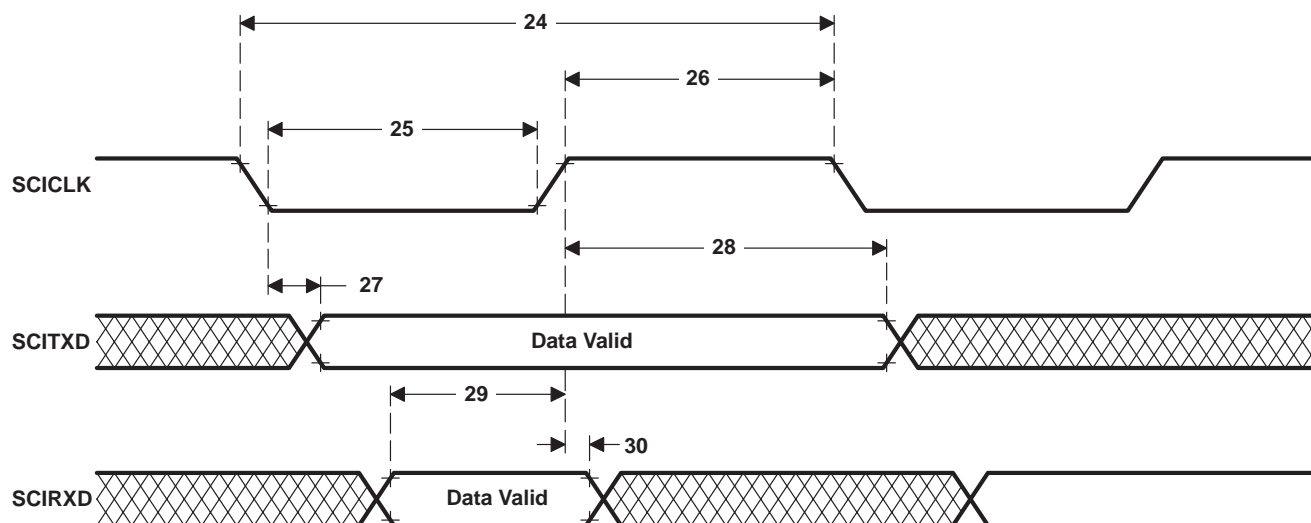 24
26
25
SCICLK
28
27
SCITXD
Data Valid
29
30
SCIRXD
Data Valid